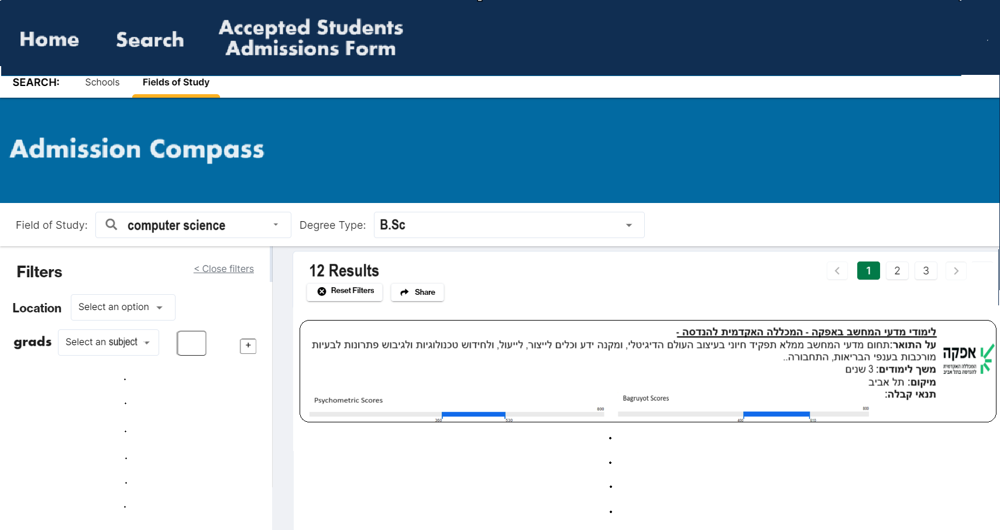 Home
Search
Accepted Students
Admissions Form
SEARCH:
Schools
Fields of Study
Admission Compass
Field of Study:
computer science
Degree Type:
B.Sc
Filters
< Close filters
Location
Select an option
grads
Select an subject
+
12 Results
< 1 2 3 >
Reset Filters
Share
לימודי מדעי המחשב באפקה - המכללה האקדמית להנדסה -
על התואר:תחום מדעי המחשב ממלא תפקיד חיוני בעיצוב העולם הדיגיטלי, ומקנה ידע וכלים לייצור, לייעול, ולחידוש טכנולוגיות ולגיבוש פתרונות לבעיות
מורכבות בענפי הבריאות, התחבורה..
משך לימודים: 3 שנים
מיקום: תל אביב
תנאי קבלה:
אפקה
המכללה האקדמית
להנדסה בתל אביב
Psychometric Scores
800
360
530
Bagruyot Scores
800
400
610